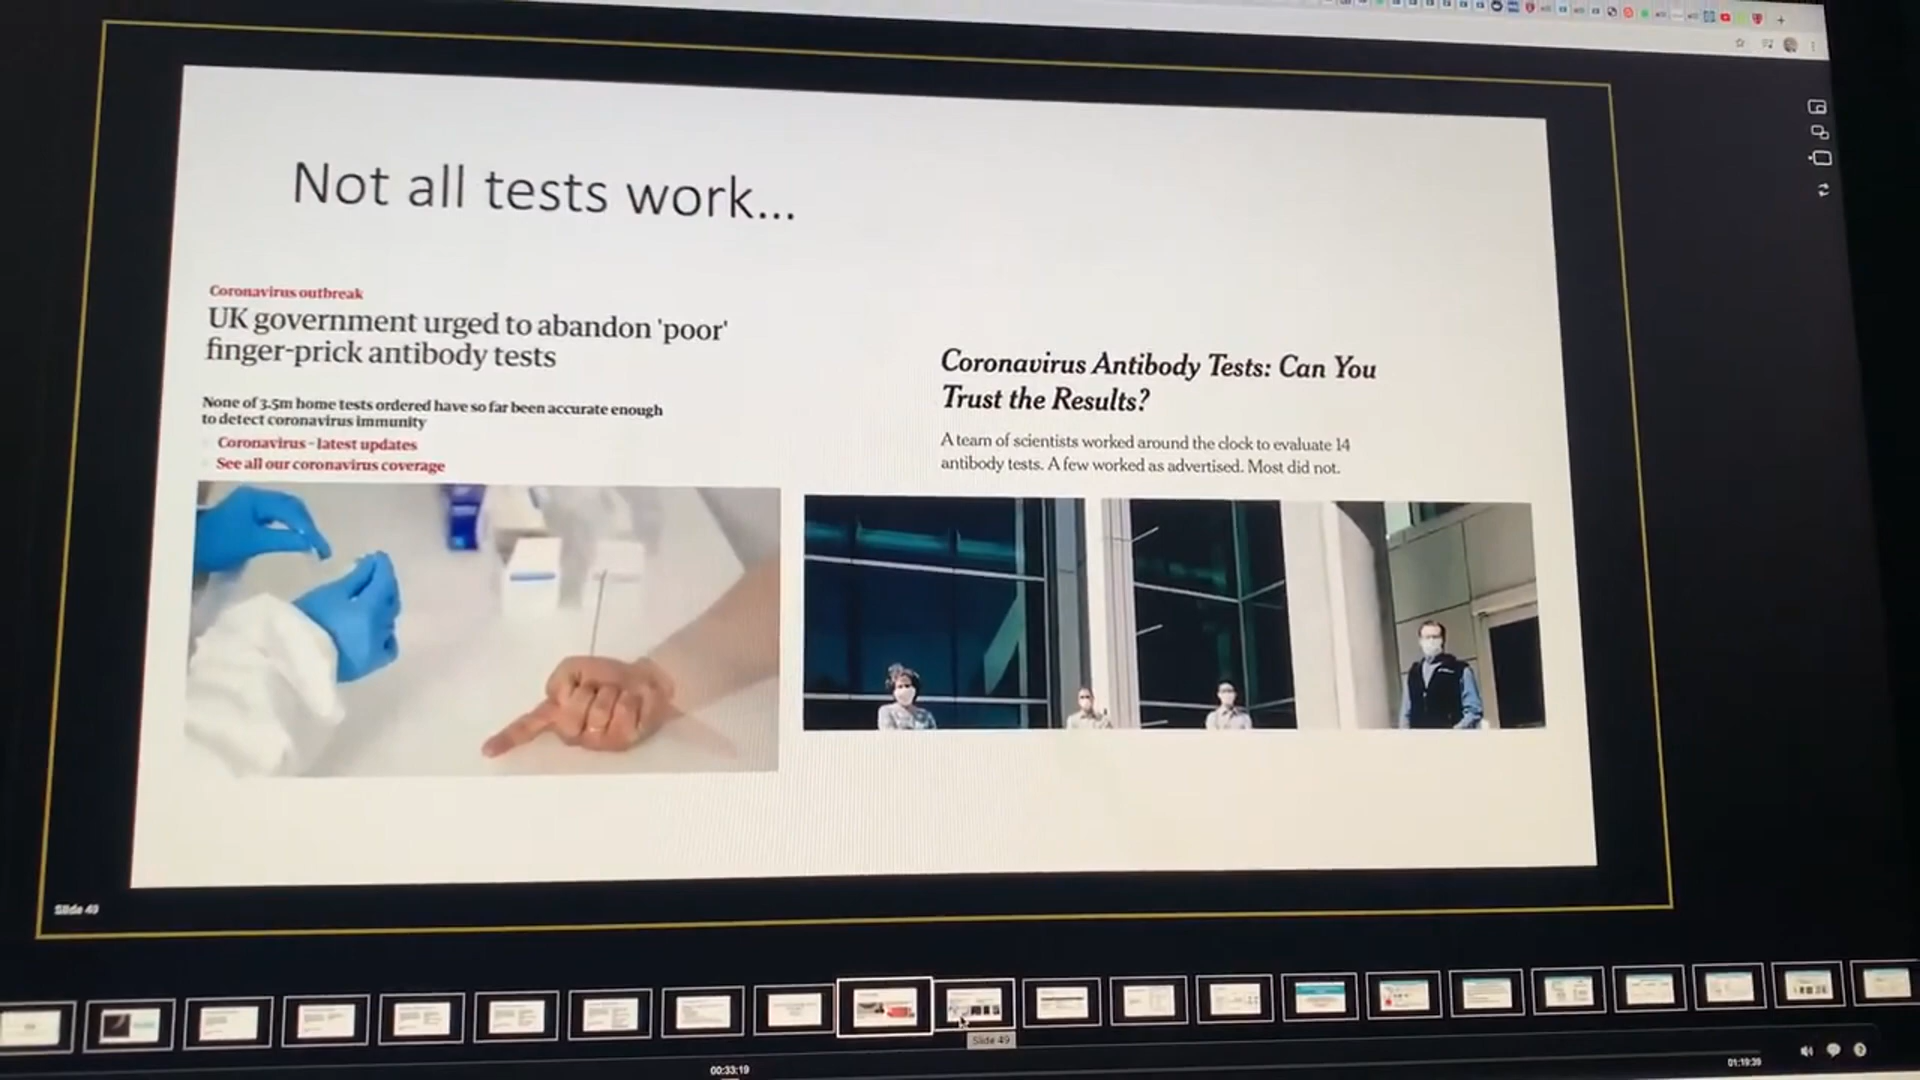 Not all tests work...
Coronavirus outbreak
UK government urged to abandon 'poor'
finger-prick antibody tests
None of 3.5m home tests ordered have so far been accurate enough
to detect coronavirus immunity
Coronavirus - latest updates
See all our coronavirus coverage
Coronavirus Antibody Tests: Can You
Trust the Results?
A team of scientists worked around the clock to evaluate 14
antibody tests. A few worked as advertised. Most did not.
Slide 49
Slide 49
00:33:19
01:19:39